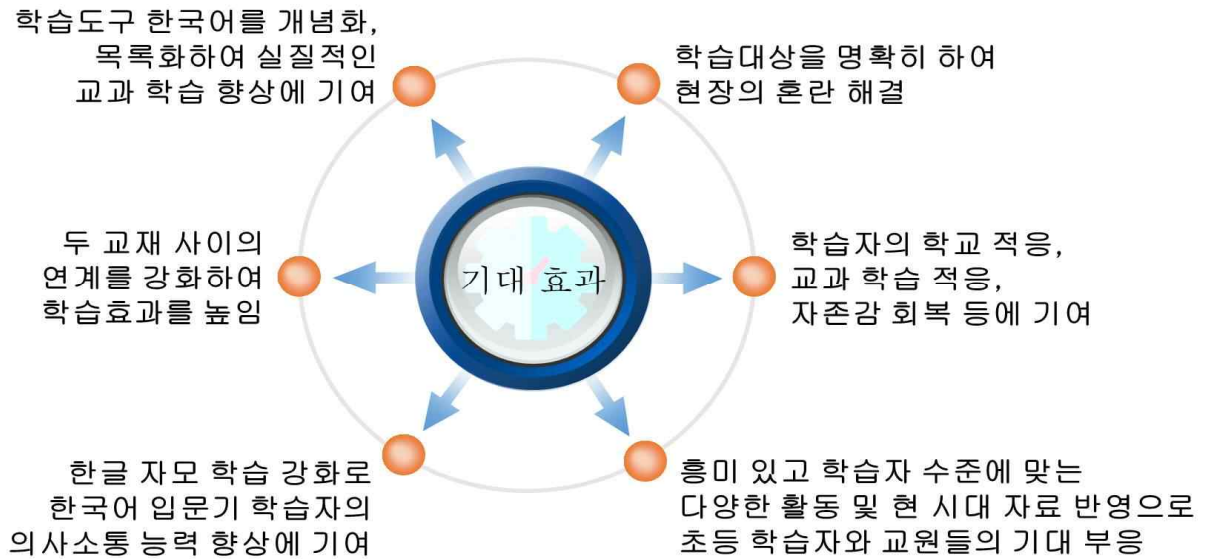 학습도구 한국어를 개념화,
목록화하여 실질적인
교과 학습 향상에 기여
학습대상을 명확히 하여
현장의 혼란 해결
두 교재 사이의
연계를 강화하여
학습효과를 높임
기대 효과
학습자의 학교 적응,
교과 학습 적응,
자존감 회복 등에 기여
한글 자모 학습 강화로
한국어 입문기 학습자의
의사소통 능력 향상에 기여
흥미 있고 학습자 수준에 맞는
다양한 활동 및 현 시대 자료 반영으로
초등 학습자와 교원들의 기대 부응